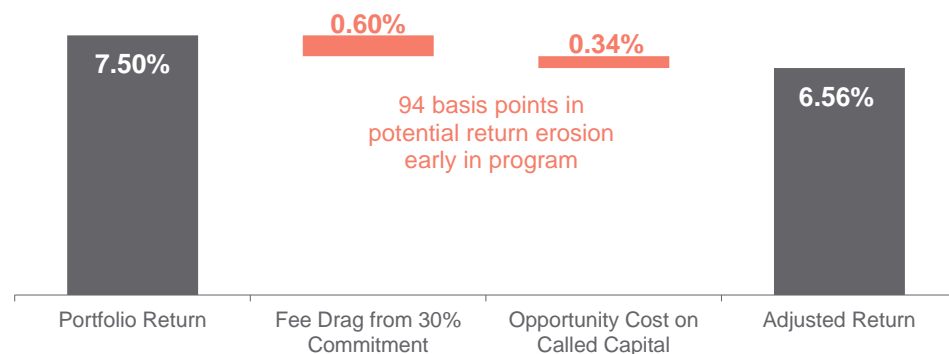 7.50%
0.60%
0.34%
6.56%
94 basis points in
potential return erosion
early in program
Portfolio Return
Fee Drag from 30%
Commitment
Opportunity Cost on
Called Capital
Adjusted Return